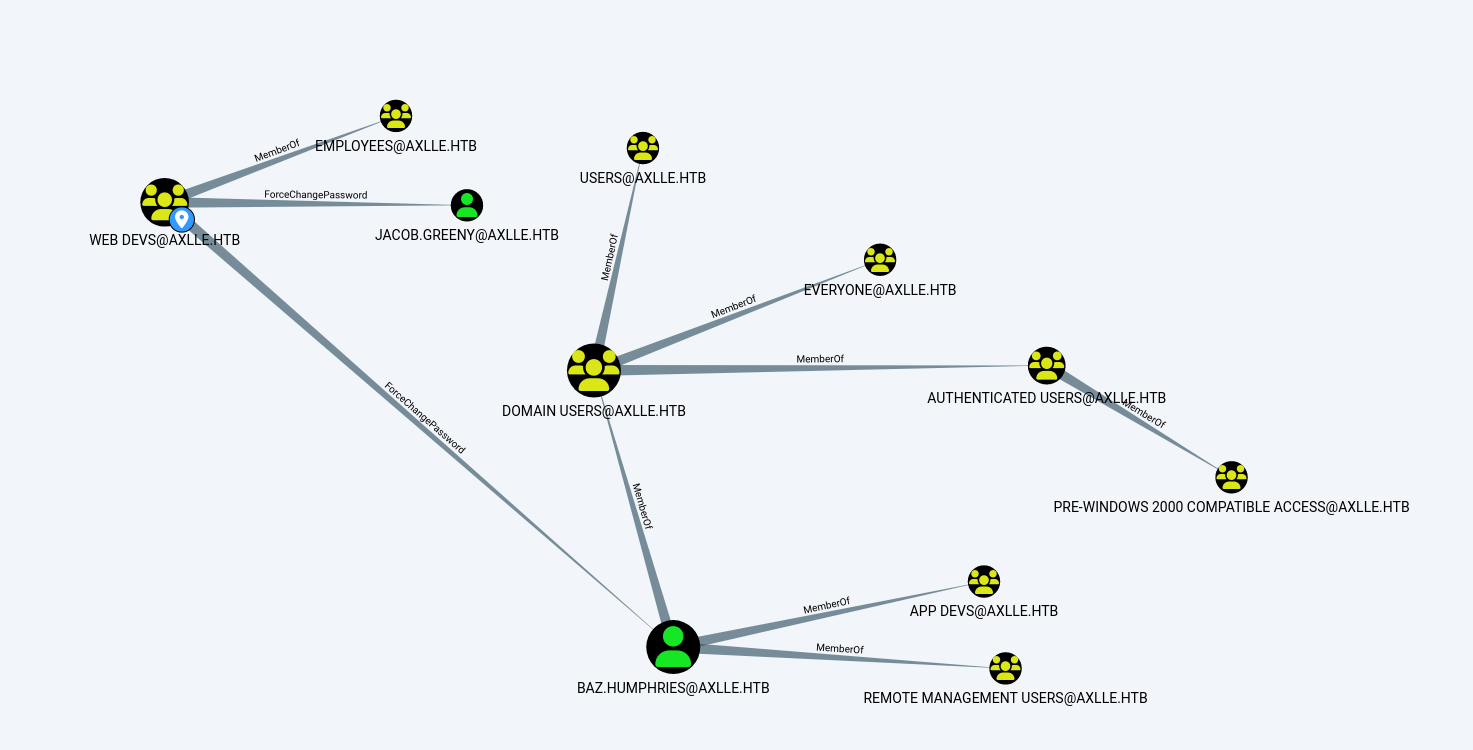 MemberOf
EMPLOYEES@AXLLE.HTB
ForceChangePassword
JACOB.GREENY@AXLLE.HTB
WEB DEVS@AXLLE.HTB
USERS@AXLLE.HTB
MemberOf
MemberOf
EVERYONE@AXLLE.HTB
MemberOf
DOMAIN USERS@AXLLE.HTB
AUTHENTICATED USERS@AXLLE.HTB
MemberOf
ForceChangePassword
PRE-WINDOWS 2000 COMPATIBLE ACCESS@AXLLE.HTB
MemberOf
MemberOf
APP DEVS@AXLLE.HTB
MemberOf
BAZ.HUMPHRIES@AXLLE.HTB
REMOTE MANAGEMENT USERS@AXLLE.HTB